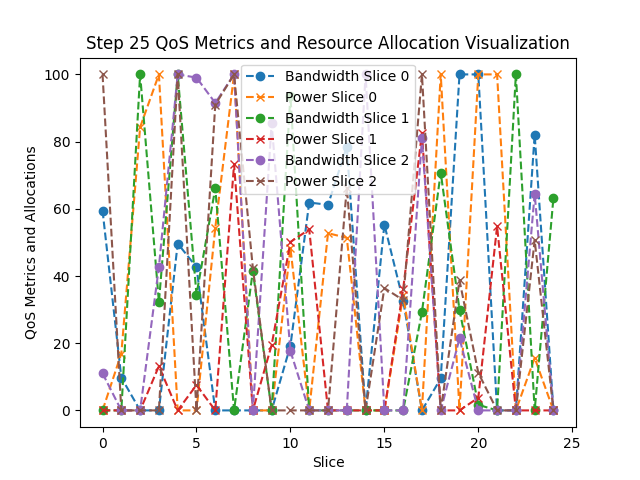 Step 25 QoS Metrics and Resource Allocation Visualization
QoS Metrics and Allocations
100
80
60
40
20
0
Bandwidth Slice 0
Power Slice 0
Bandwidth Slice 1
Power Slice 1
Bandwidth Slice 2
Power Slice 2
0 5 10 15 20 25
Slice